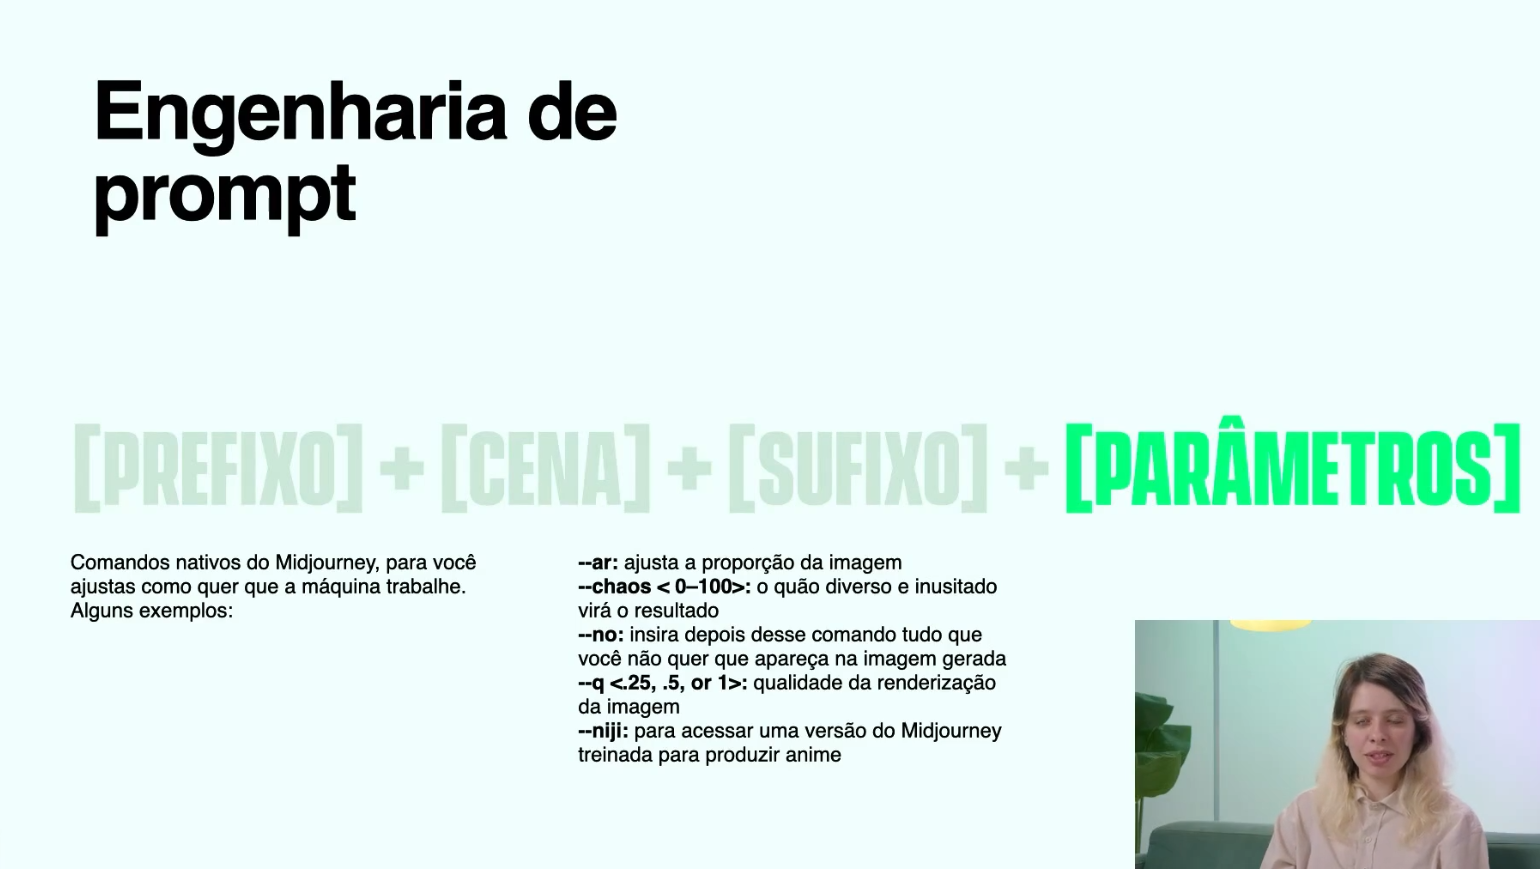 Engenharia de
prompt
[PREFIXO] + [CENA] + [SUFIXO] + [PARÂMETROS]
Comandos nativos do Midjourney, para você
ajustas como quer que a máquina trabalhe.
Alguns exemplos:
--ar: ajusta a proporção da imagem
--chaos < 0–100>: o quão diverso e inusitado
virá o resultado
--no: insira depois desse comando tudo que
você não quer que apareça na imagem gerada
--q <.25, .5, or 1>: qualidade da renderização
da imagem
--niji: para acessar uma versão do Midjourney
treinada para produzir anime